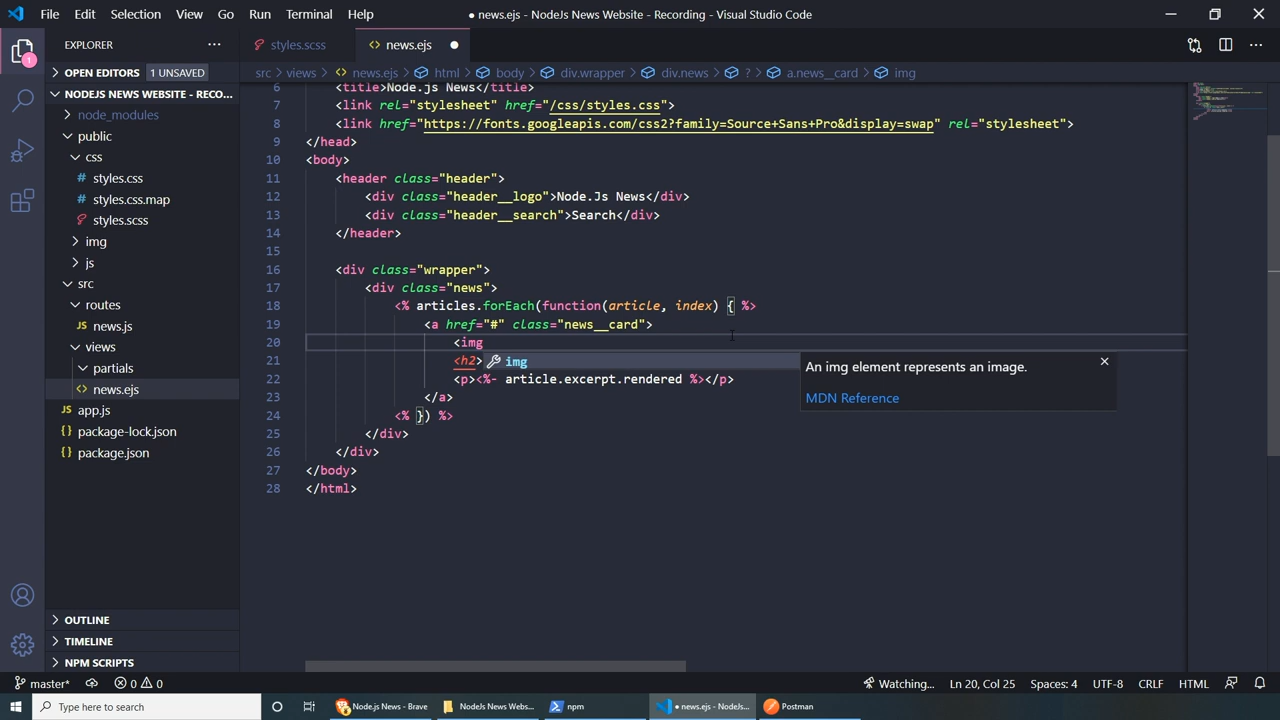 File Edit Selection View Go Run Terminal Help
● news.ejs - NodeJs News Website - Recording - Visual Studio Code
EXPLORER ···
styles.scss
<> news.ejs ●
> OPEN EDITORS 1 UNSAVED
src > views > <> news.ejs > html > body > div.wrapper > div.news > ? > a.news__card > img
NODEJS NEWS WEBSITE - RECO...
node_modules
public
css
# styles.css
# styles.css.map
styles.scss
img
js
src
routes
JS news.js
views
partials
<> news.ejs
JS app.js
{} package-lock.json
{} package.json
OUTLINE
TIMELINE
NPM SCRIPTS
6 <title>Node.js News</title>
7 <link rel="stylesheet" href="/css/styles.css">
8 <link href="https://fonts.googleapis.com/css2?family=Source+Sans+Pro&display=swap" rel="stylesheet">
9 </head>
10 <body>
11 <header class="header">
12 <div class="header__logo">Node.Js News</div>
13 <div class="header__search">Search</div>
14 </header>
15
16 <div class="wrapper">
17 <div class="news">
18 <% articles.forEach(function(article, index) { %>
19 <a href="#" class="news__card">
20 <img
21 <h2>
22 <p><%- article.excerpt.rendered %></p>
23 </a>
24 <% }) %>
25 </div>
26 </div>
27 </body>
28 </html>
img
An img element represents an image.
MDN Reference
1
master* 0 0 Watching... Ln 20, Col 25 Spaces: 4 UTF-8 CRLF HTML
Type here to search
Node.js News - Brave
NodeJs News Webs...
npm
● news.ejs - NodeJs...
Postman